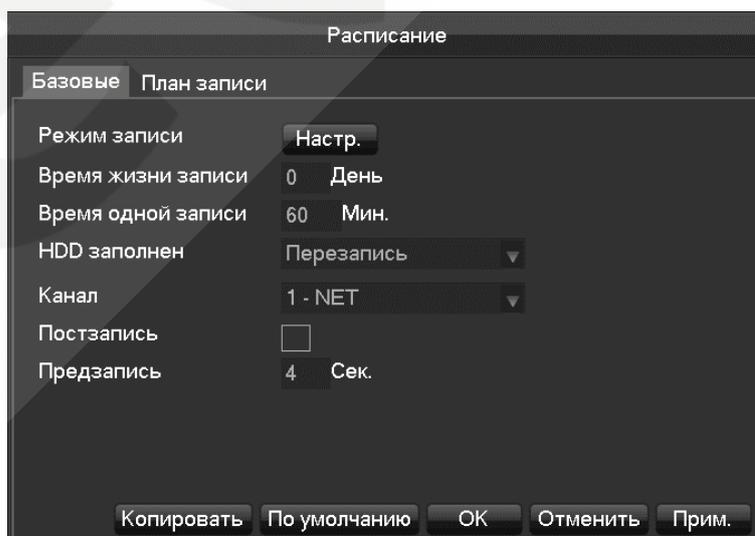 Расписание
Базовые План записи
Режим записи Настр.
Время жизни записи 0 День
Время одной записи 60 Мин.
HDD заполнен Перезапись
Канал 1 - NET
Постзапись
Предзапись 4 Сек.
Копировать По умолчанию OK Отменить Прим.